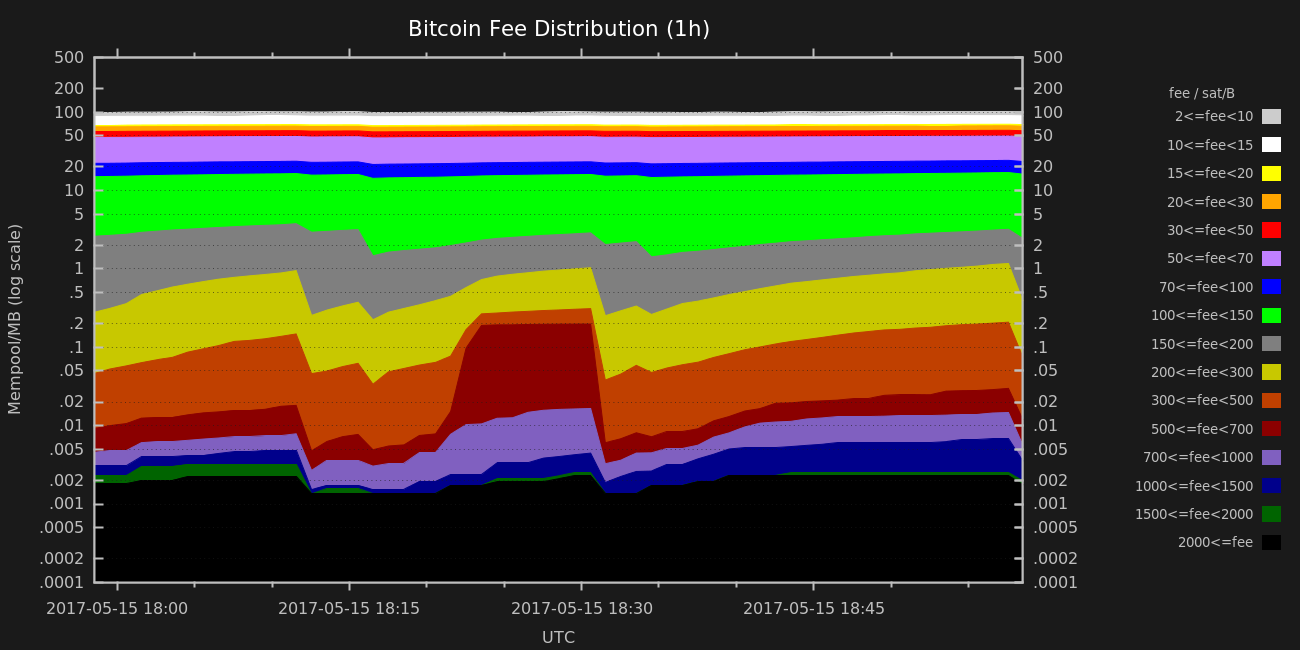 Bitcoin Fee Distribution (1h)
500
200
100
50
20
10
5
2
1
.5
.2
.1
.05
.02
.01
.005
.002
.001
.0005
.0002
.0001
Mempool/MB (log scale)
500
200
100
50
20
10
5
2
1
.5
.2
.1
.05
.02
.01
.005
.002
.001
.0005
.0002
.0001
2017-05-15 18:00
2017-05-15 18:15
2017-05-15 18:30
2017-05-15 18:45
UTC
fee / sat/B
2<=fee<10
10<=fee<15
15<=fee<20
20<=fee<30
30<=fee<50
50<=fee<70
70<=fee<100
100<=fee<150
150<=fee<200
200<=fee<300
300<=fee<500
500<=fee<700
700<=fee<1000
1000<=fee<1500
1500<=fee<2000
2000<=fee